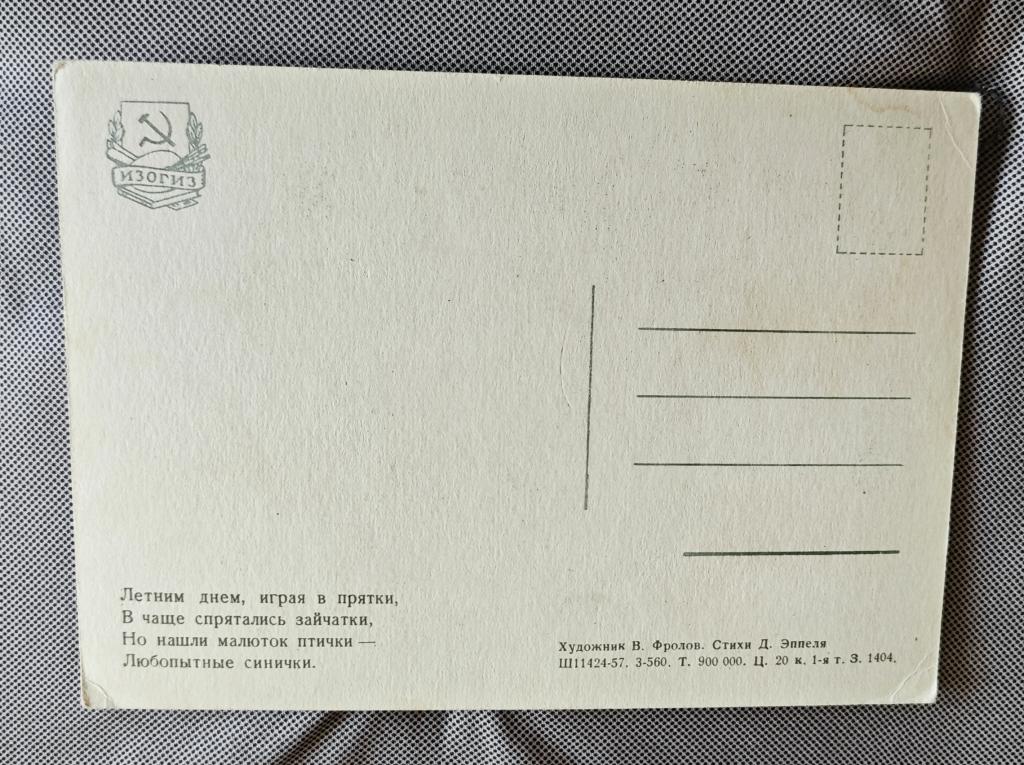 ИЗОГИЗ
Летним днем, играя в прятки,
В чаще спрятались зайчатки,
Но нашли малюток птички —
Любопытные синички.
Художник В. Фролов. Стихи Д. Эппеля
Ш11424-57. 3-560. Т. 900 000. Ц. 20 к. 1-я т. З. 1404.